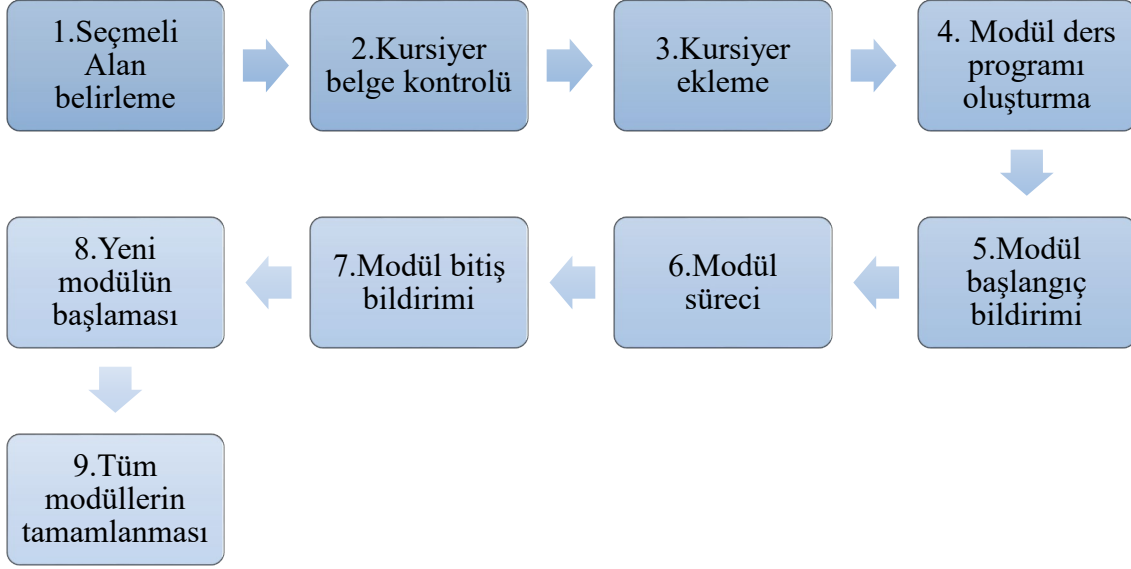 1.Seçmeli
Alan
belirleme
2.Kursiyer
belge kontrolü
3.Kursiyer
ekleme
4. Modül ders
programı
oluşturma
5.Modül
başlangıç
bildirimi
6.Modül
süreci
7.Modül bitiş
bildirimi
8.Yeni
modülün
başlaması
9.Tüm
modüllerin
tamamlanması